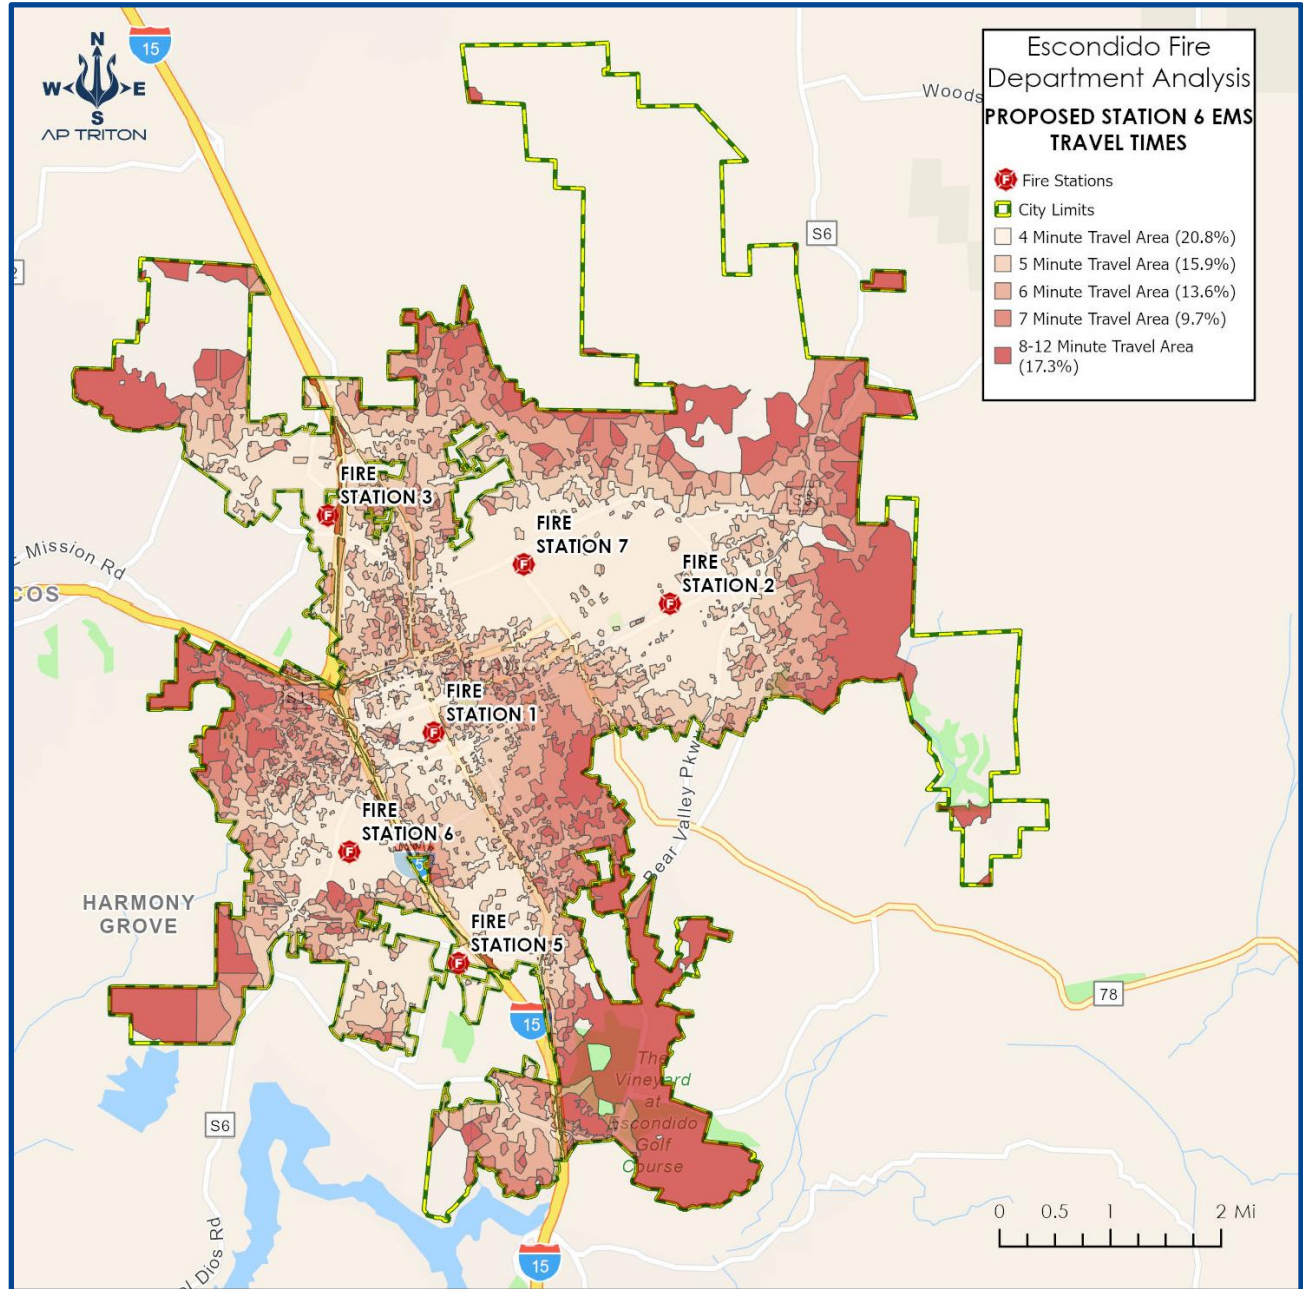 N
W E
S
AP TRITON
15
Escondido Fire
Department Analysis
PROPOSED STATION 6 EMS
TRAVEL TIMES
Fire Stations
City Limits
4 Minute Travel Area (20.8%)
5 Minute Travel Area (15.9%)
6 Minute Travel Area (13.6%)
7 Minute Travel Area (9.7%)
8-12 Minute Travel Area
(17.3%)
Woods
S6
2
FIRE
STATION 3
FIRE
STATION 7
FIRE
STATION 2
E Mission Rd
COS
FIRE
STATION 1
Bear Valley Pkwy
FIRE
STATION 6
HARMONY
GROVE
FIRE
STATION 5
78
15
The
Vineyard
at
Escondido
Golf
Course
S6
el Dios Rd
0 0.5 1 2 Mi
15